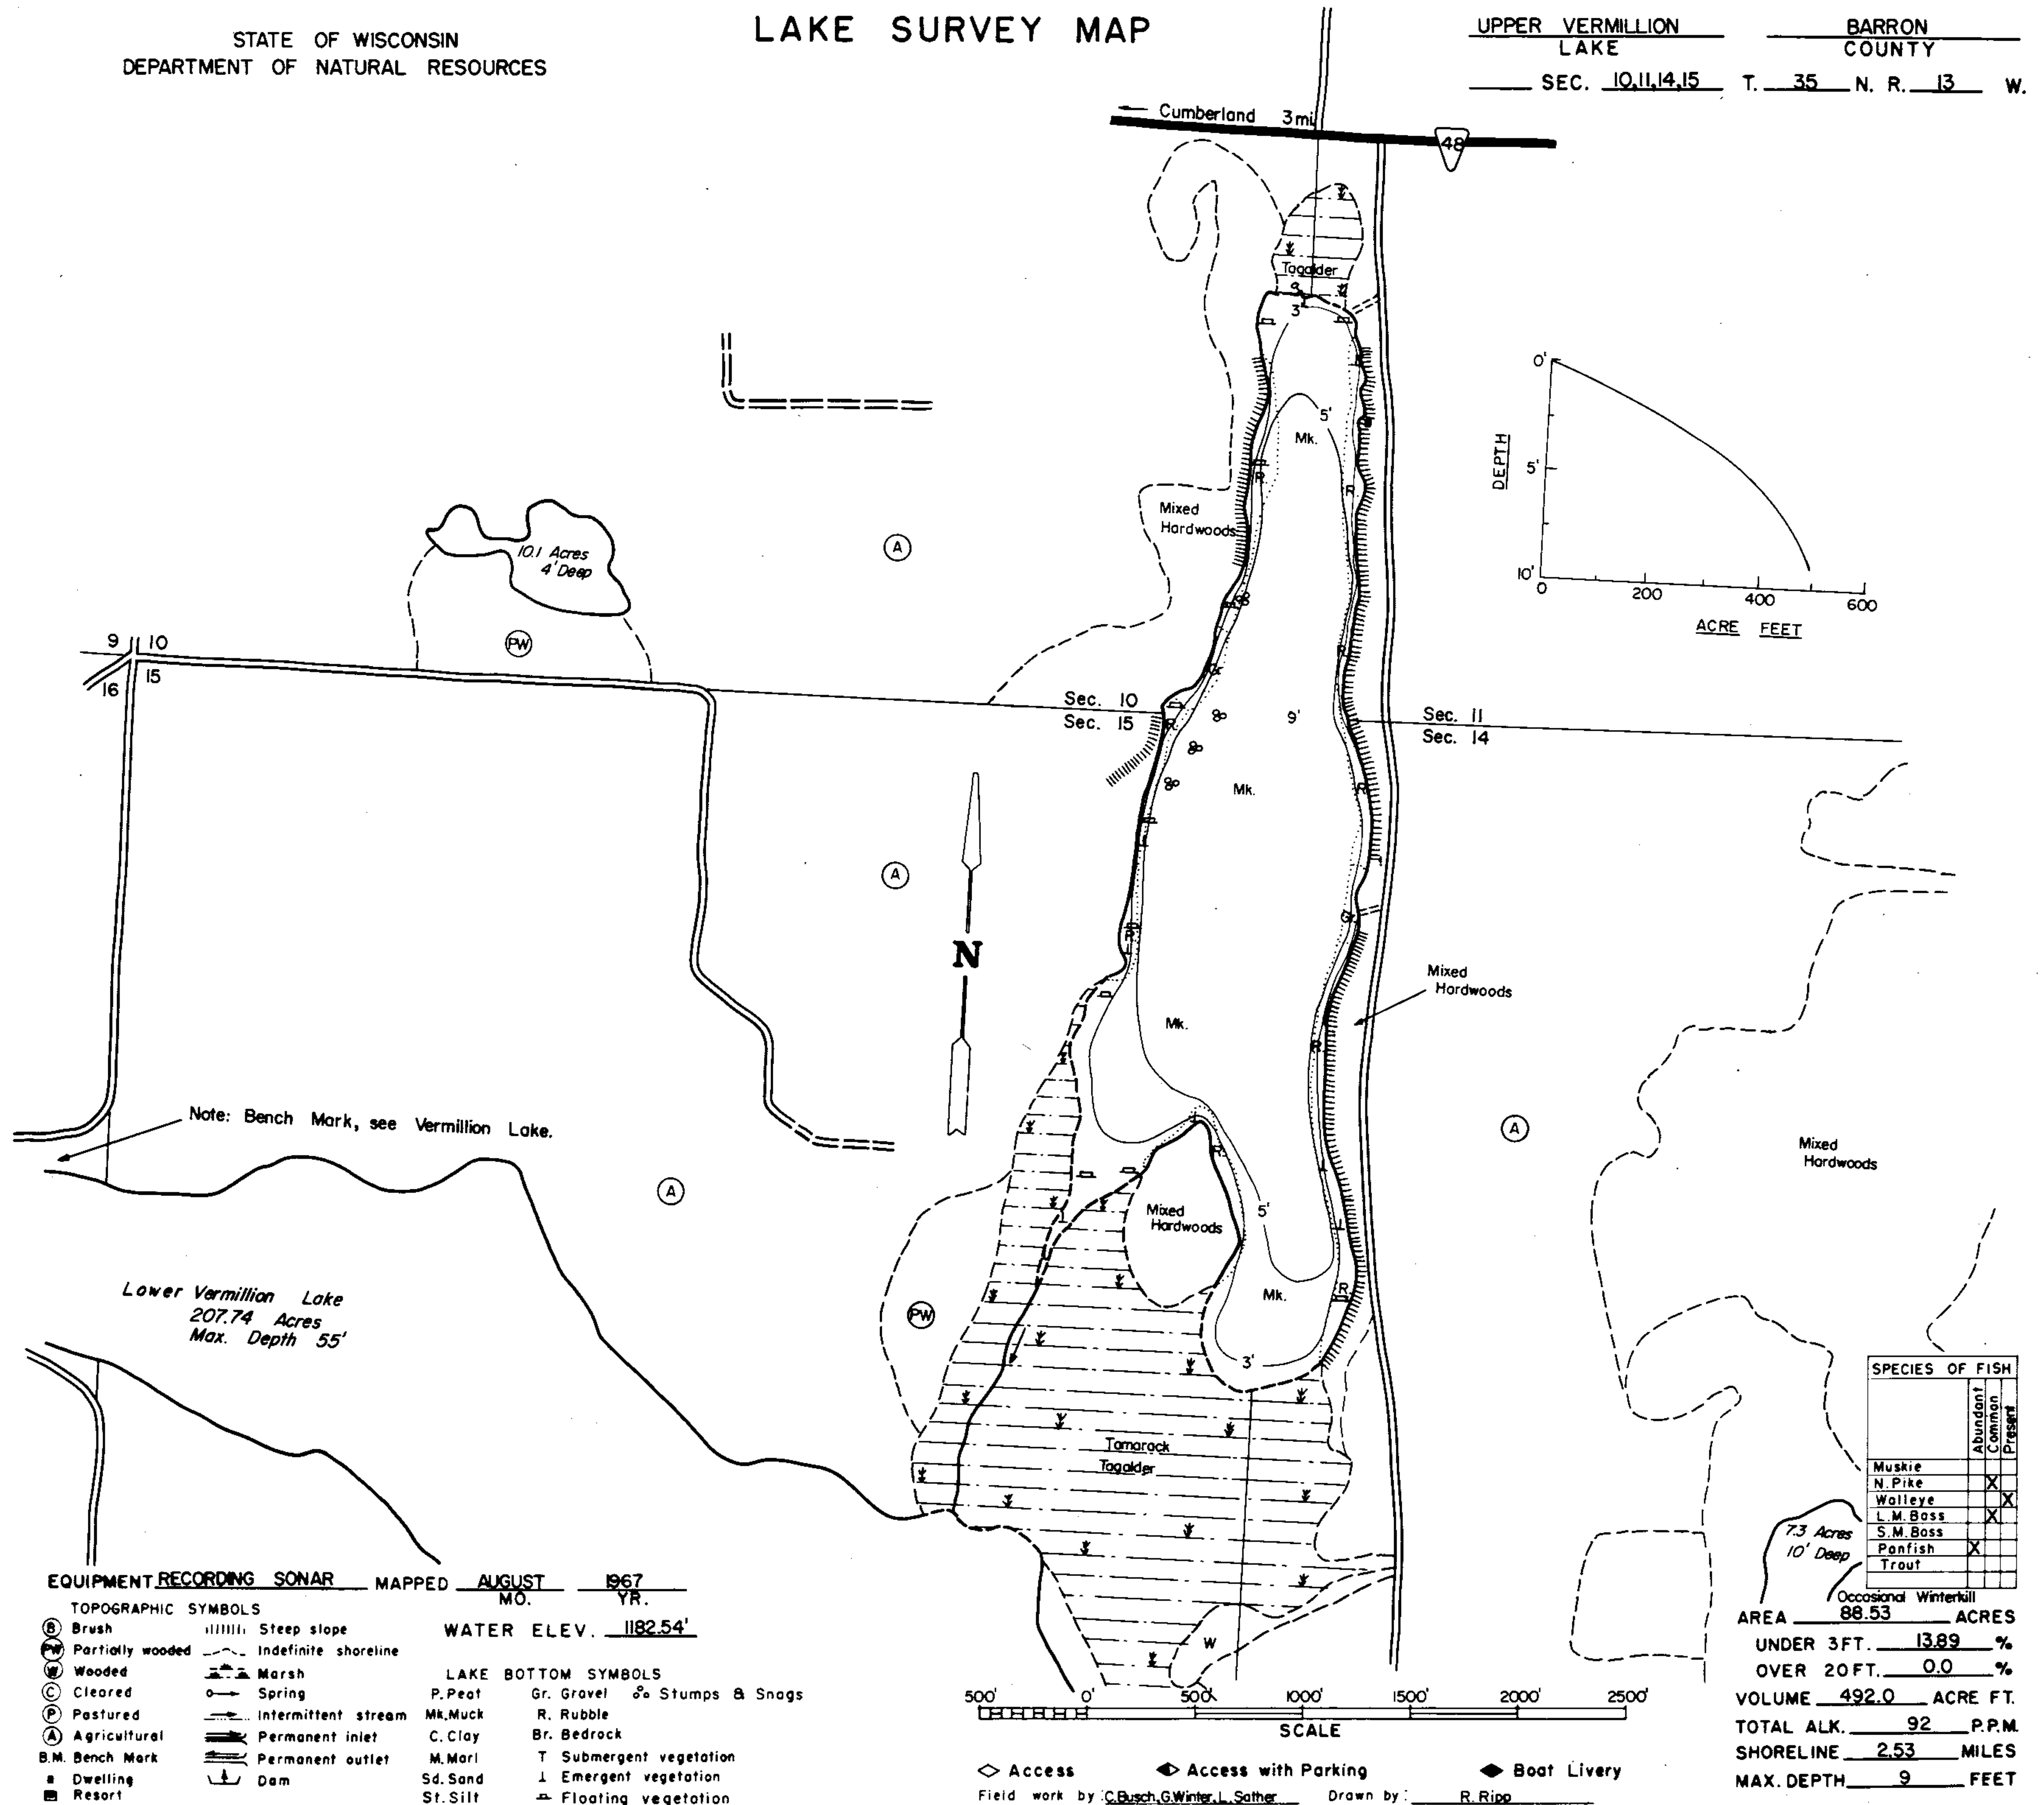 STATE OF WISCONSIN
DEPARTMENT OF NATURAL RESOURCES
LAKE SURVEY MAP
UPPER VERMILLION
LAKE
BARRON
COUNTY
SEC. 10,11,14,15 T. 35 N. R. 13 W.
Cumberland 3 mi.
48
Tagalder
3'
5'
Mk.
R
R
Mixed
Hardwoods
0'
DEPTH
5'
10'
0 200 400 600
ACRE FEET
10.1 Acres
4' Deep
A
PW
9 10
16 15
Gr
R
Sec. 10
Sec. 15
R
9'
Sec. 11
Sec. 14
Mk.
R
A
Gr.
R
N
Mixed
Hardwoods
Mk.
R
Note: Bench Mark, see Vermillion Lake.
A
Mixed
Hardwoods
R.
A
Mixed
Hardwoods
5'
Lower Vermillion Lake
207.74 Acres
Max. Depth 55'
PW
Mk.
R
3'
Tamarack
Tagalder
W
7.3 Acres
10' Deep
SPECIES OF FISH
Abundant
Common
Present
Muskie
N. Pike X
Walleye X
L.M. Bass X
S.M. Bass
Panfish X
Trout
Occasional Winterkill
AREA 88.53 ACRES
UNDER 3 FT. 13.89 %
OVER 20 FT. 0.0 %
VOLUME 492.0 ACRE FT.
TOTAL ALK. 92 P.P.M.
SHORELINE 2.53 MILES
MAX. DEPTH 9 FEET
EQUIPMENT RECORDING SONAR MAPPED AUGUST 1967
MO. YR.
WATER ELEV. 1182.54'
TOPOGRAPHIC SYMBOLS
B Brush
PW Partially wooded
W Wooded
C Cleared
P Pastured
A Agricultural
B.M. Bench Mark
Dwelling
Resort
Steep slope
Indefinite shoreline
Marsh
Spring
Intermittent stream
Permanent inlet
Permanent outlet
Dam
LAKE BOTTOM SYMBOLS
P. Peat
Mk. Muck
C. Clay
M. Marl
Sd. Sand
St. Silt
Gr. Gravel
R. Rubble
Br. Bedrock
T Submergent vegetation
⊥ Emergent vegetation
Floating vegetation
Stumps & Snags
500' 0' 500' 1000' 1500' 2000' 2500'
SCALE
Access
Access with Parking
Boat Livery
Field work by: C. Busch, G. Winter, L. Sather Drawn by: R. Ripp